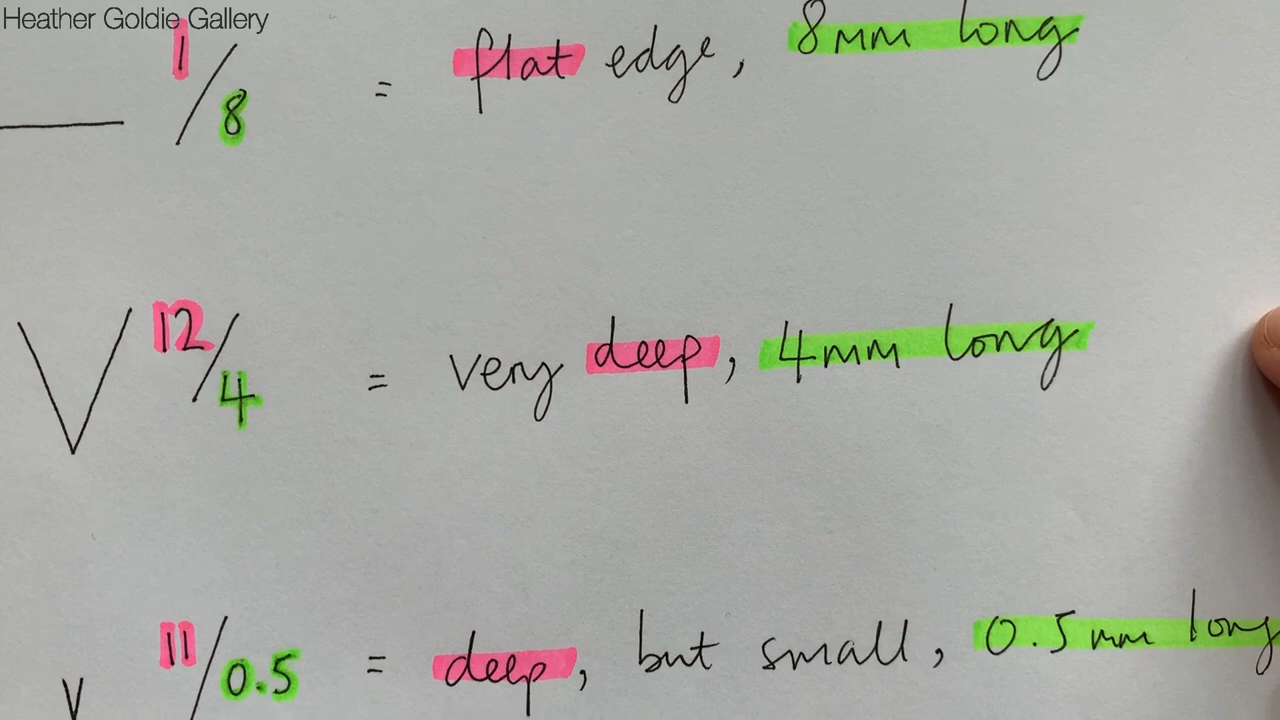 Heather Goldie Gallery
1/8 = flat edge, 8mm long
12/4 = very deep, 4mm long
11/0.5 = deep, but small, 0.5mm long